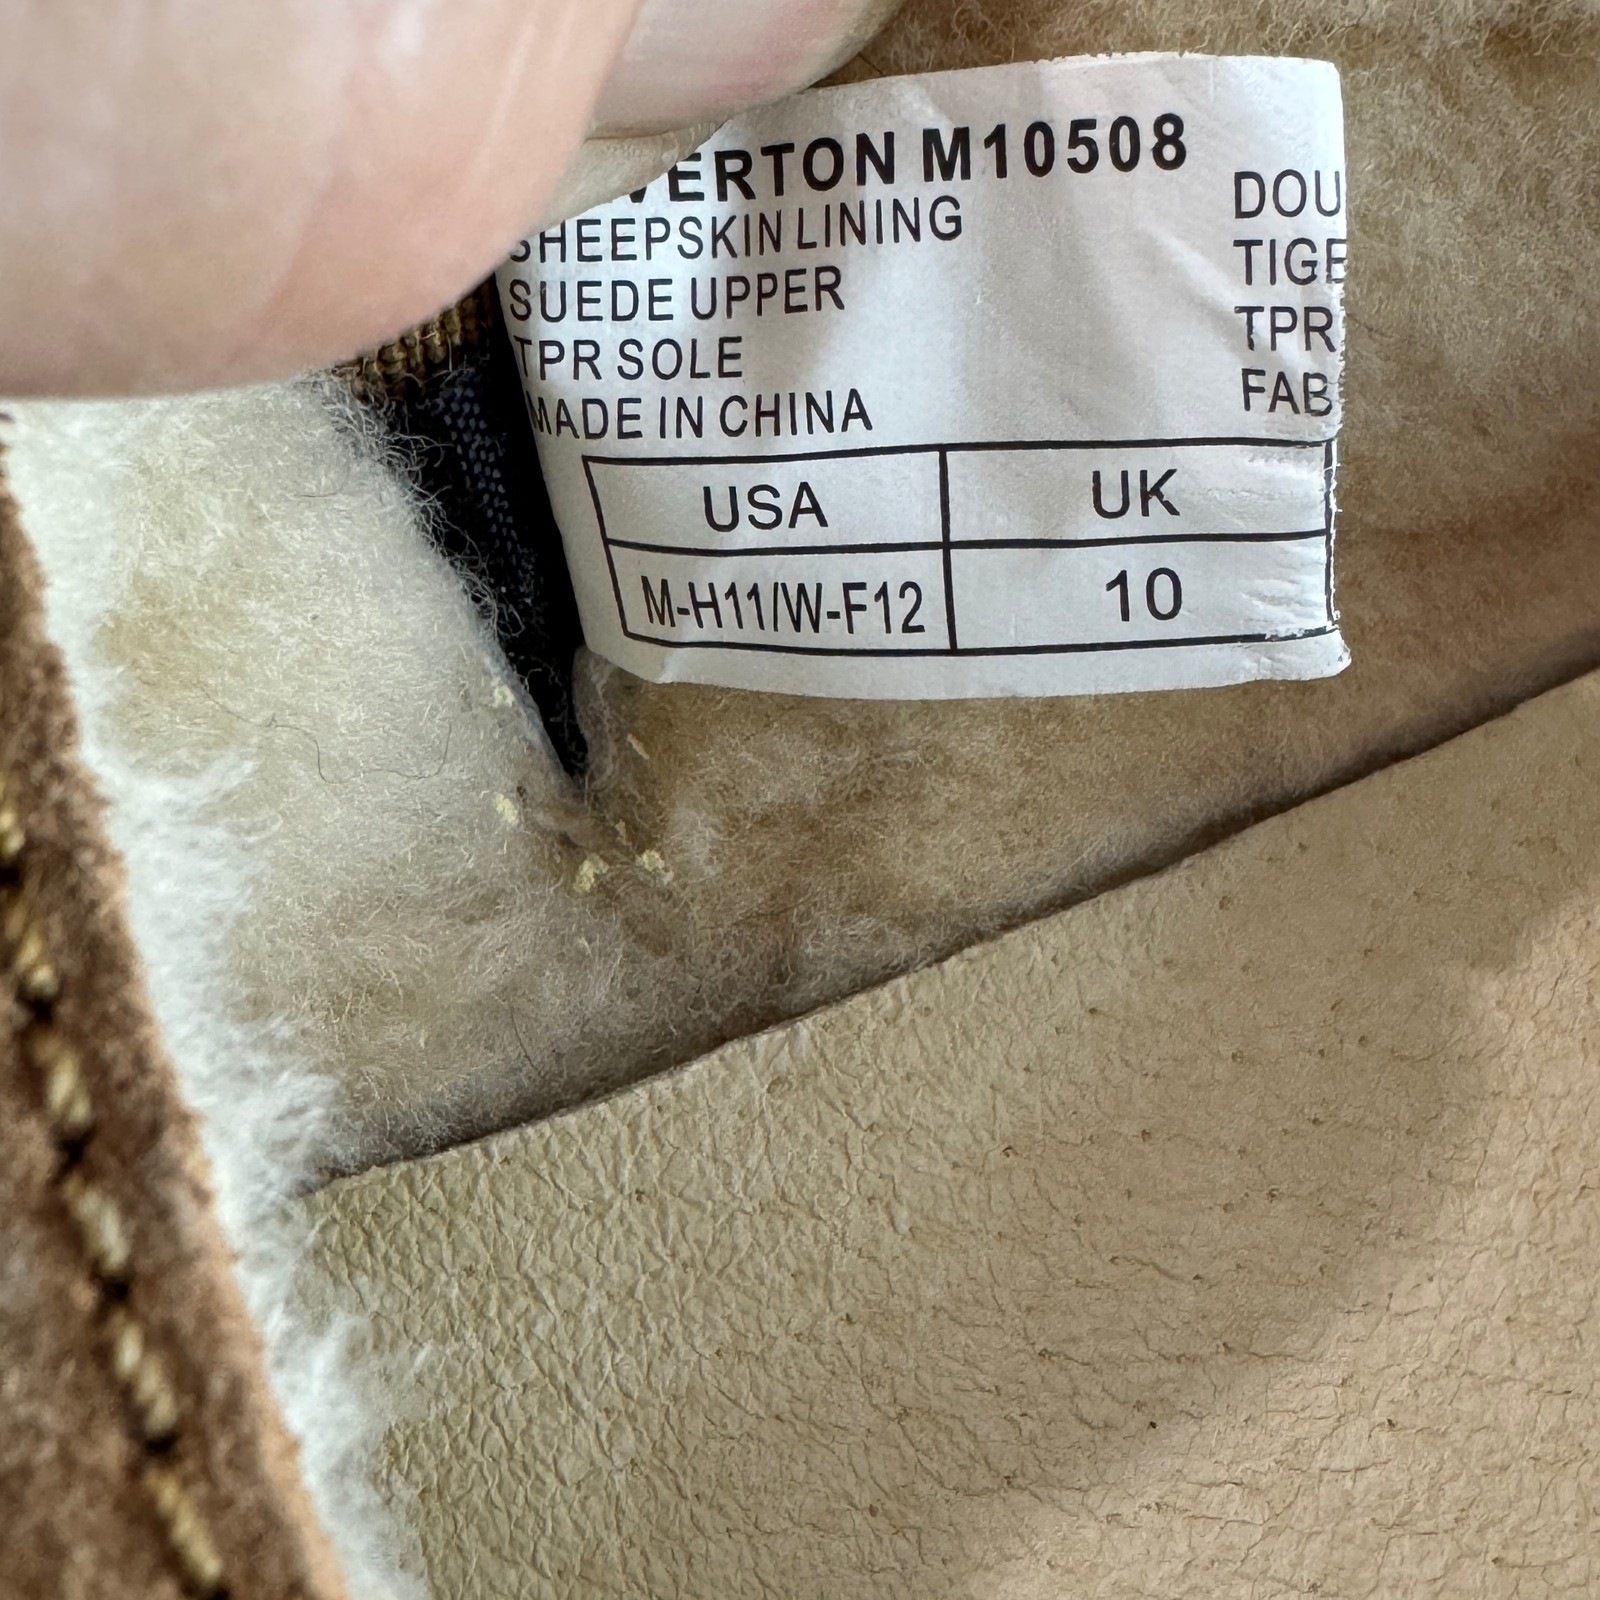 VERTON M10508
SHEEPSKIN LINING
SUEDE UPPER
TPR SOLE
MADE IN CHINA
DOU
TIGE
TPR
FAB
USA UK
M-H11/W-F12 10